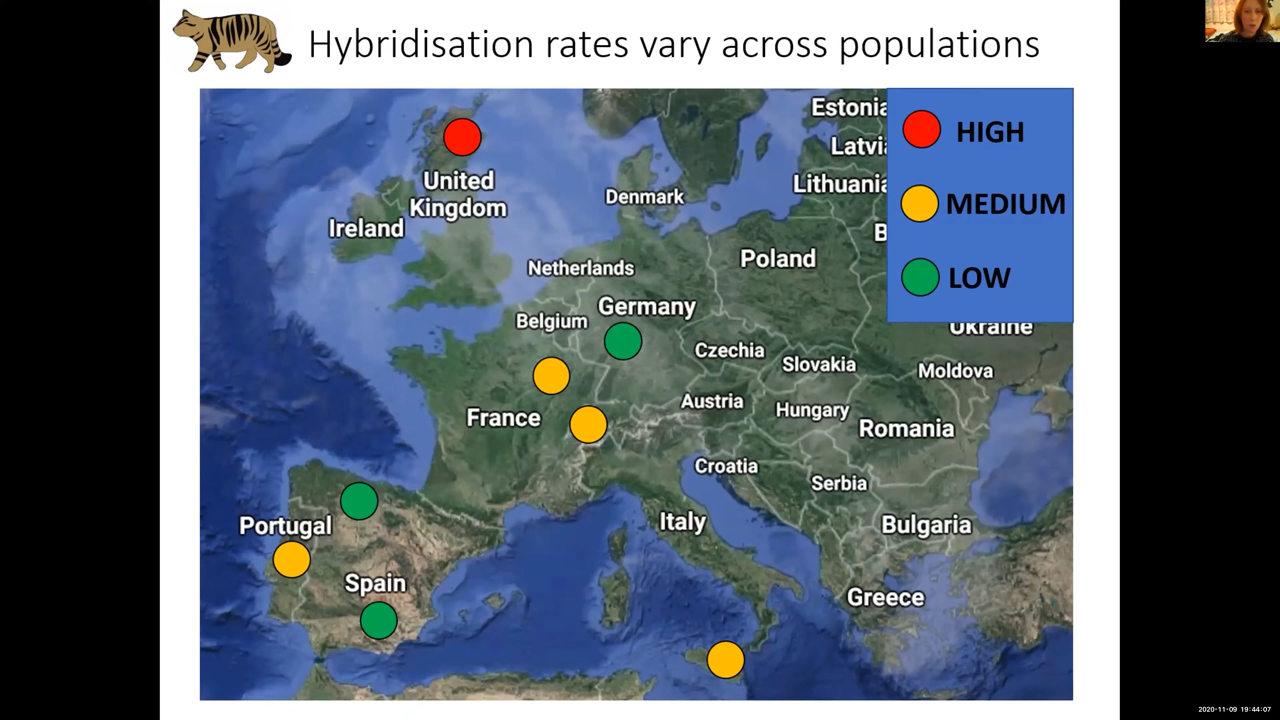 Hybridisation rates vary across populations
Estonia
HIGH
Latvi
United
Kingdom
Denmark
Lithuania
MEDIUM
Ireland
B
Poland
Netherlands
LOW
Germany
Belgium
Ukraine
Czechia
Slovakia
Moldova
Austria
Hungary
France
Romania
Croatia
Serbia
Portugal
Italy
Bulgaria
Spain
Greece
2020-11-09 19:44:07